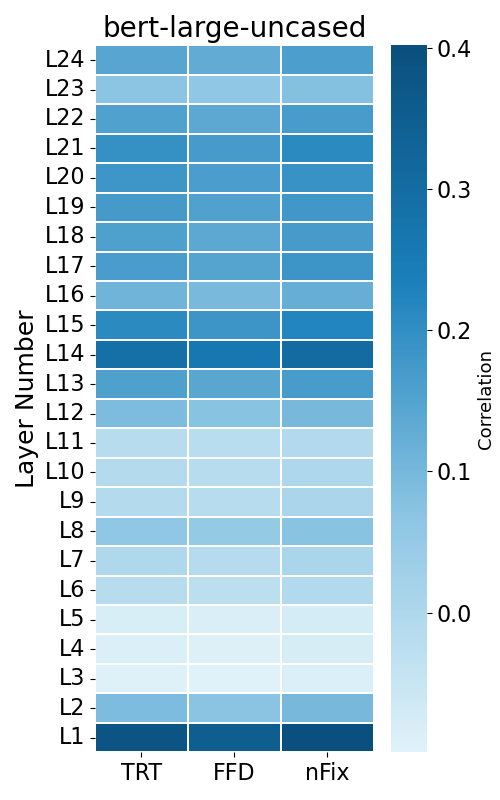 bert-large-uncased
L24
L23
L22
L21
L20
L19
L18
L17
L16
L15
L14
L13
L12
L11
L10
L9
L8
L7
L6
L5
L4
L3
L2
L1
Layer Number
TRT FFD nFix
0.4
0.3
0.2
0.1
0.0
Correlation